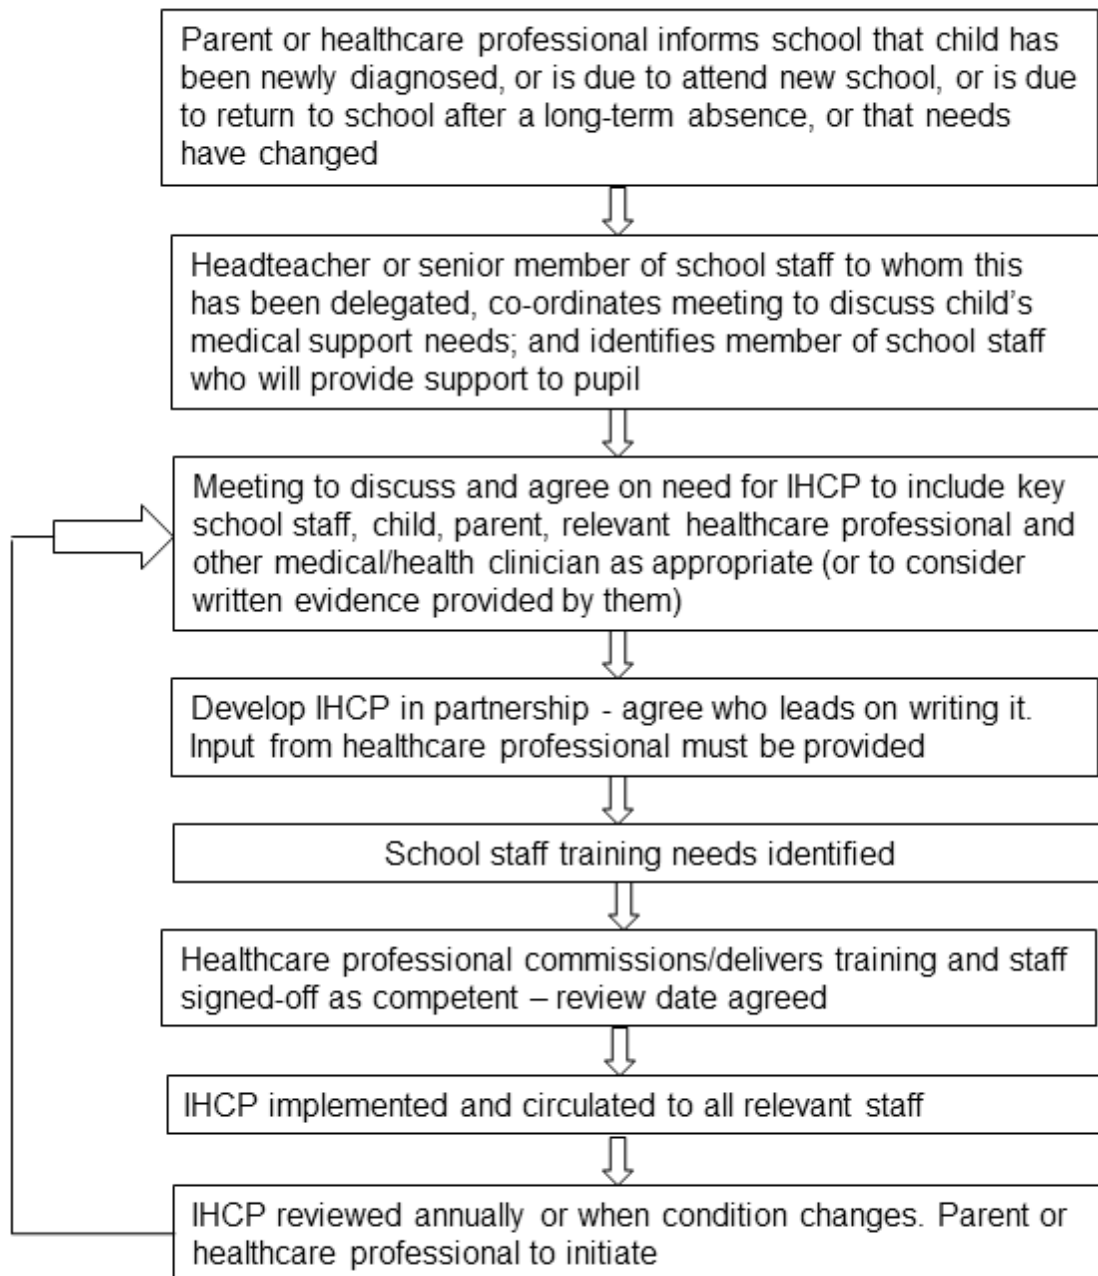 Parent or healthcare professional informs school that child has
been newly diagnosed, or is due to attend new school, or is due
to return to school after a long-term absence, or that needs
have changed
Headteacher or senior member of school staff to whom this
has been delegated, co-ordinates meeting to discuss child's
medical support needs; and identifies member of school staff
who will provide support to pupil
Meeting to discuss and agree on need for IHCP to include key
school staff, child, parent, relevant healthcare professional and
other medical/health clinician as appropriate (or to consider
written evidence provided by them)
Develop IHCP in partnership - agree who leads on writing it.
Input from healthcare professional must be provided
School staff training needs identified
Healthcare professional commissions/delivers training and staff
signed-off as competent – review date agreed
IHCP implemented and circulated to all relevant staff
IHCP reviewed annually or when condition changes. Parent or
healthcare professional to initiate